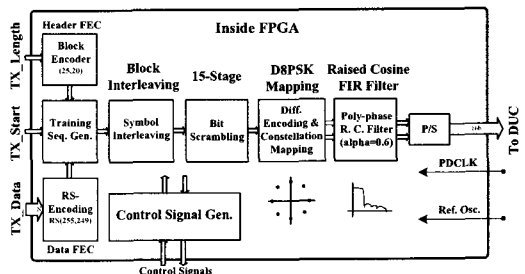 Inside FPGA
Header FEC
Block
Encoder
(25,20)
TX_Length
Block
Interleaving
15-Stage
D8PSK
Mapping
Raised Cosine
FIR Filter
TX_Start
Training
Seq. Gen.
Symbol
Interleaving
Bit
Scrambling
Diff.
Encoding &
Constellation
Mapping
Poly-phase
R. C. Filter
(alpha=0.6)
P/S
16b
To DUC
TX_Data
RS-
Encoding
RS(255,249)
Data FEC
Control Signal Gen.
Control Signals
PDCLK
Ref. Osc.